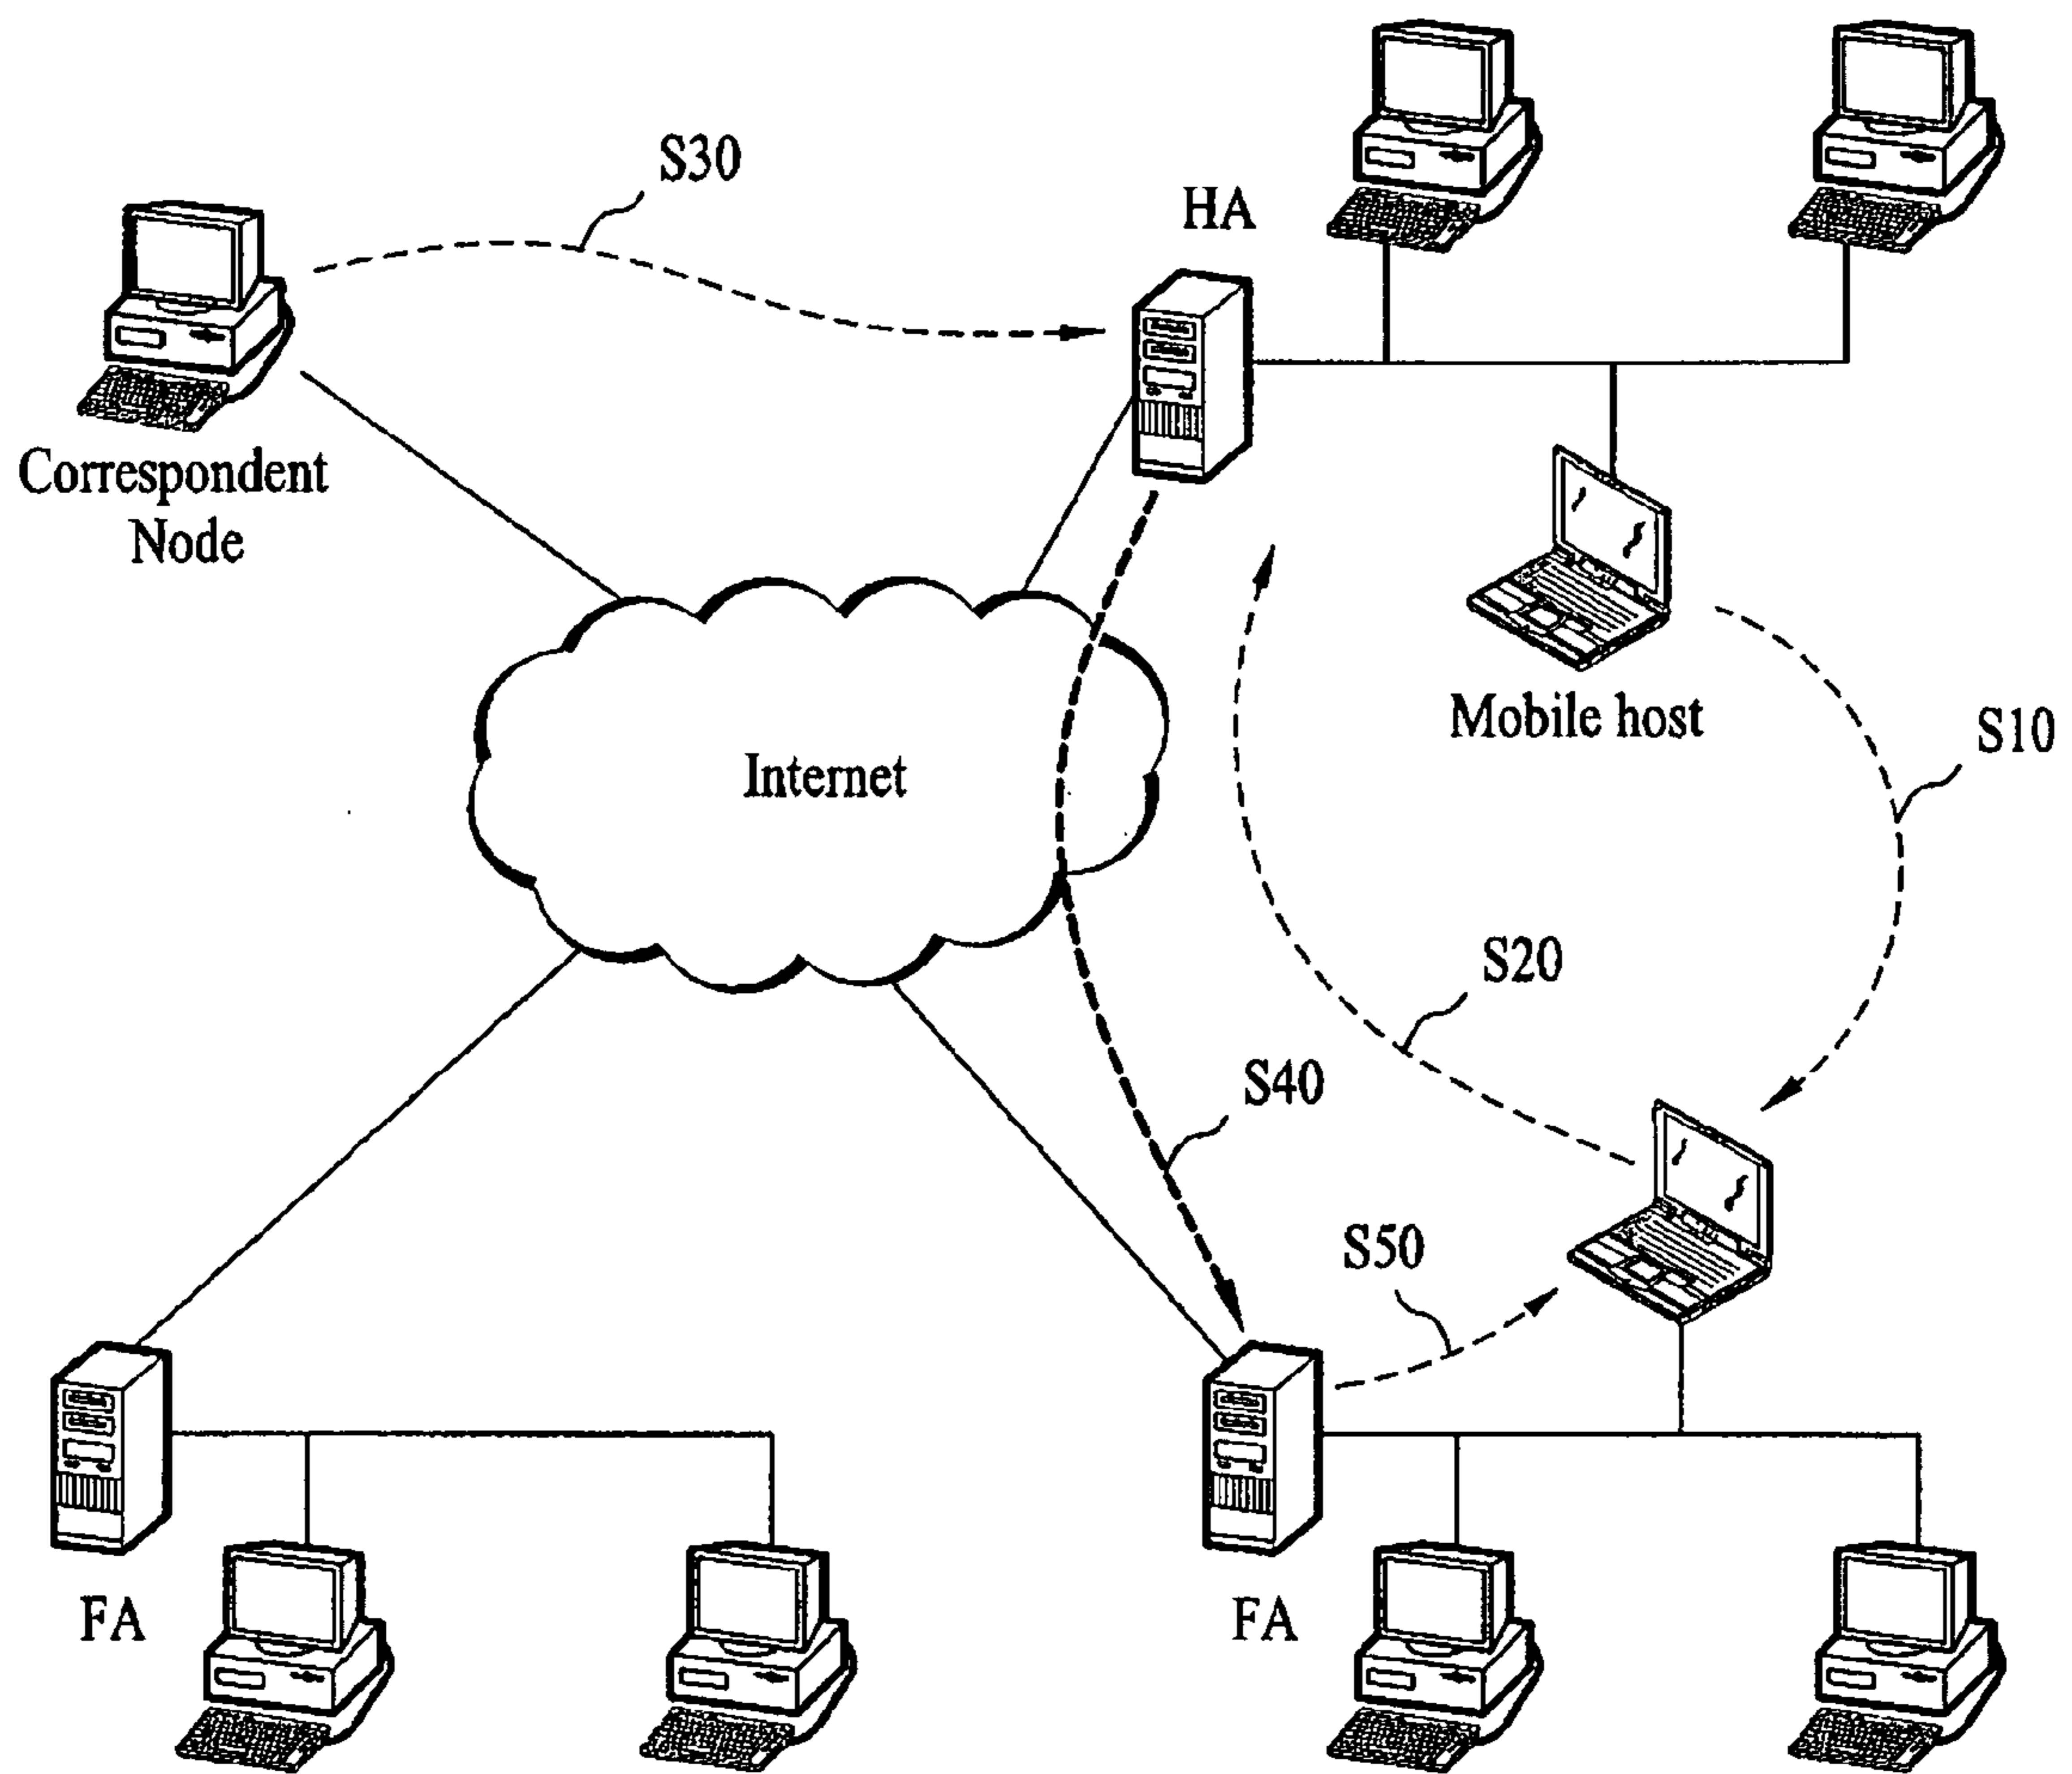 S30
HA
Correspondent
Node
Mobile host
S10
Internet
S20
S40
S50
FA
FA